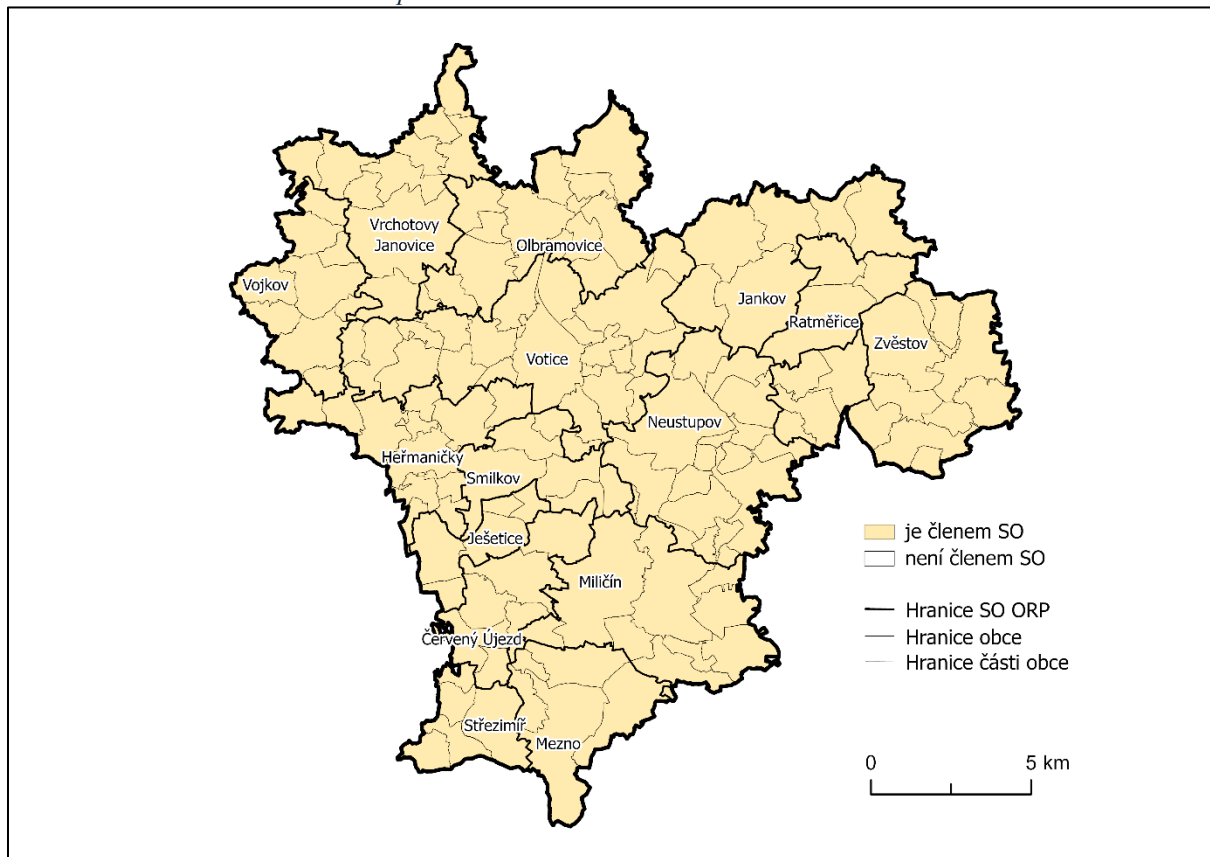 Vrchotovy
Janovice
Olbramovice
Vojkov
Jankov
Ratměřice
Zvěstov
Votice
Neustupov
Heřmaničky
Smilkov
Ješetice
Miličín
Červený Újezd
Střezimíř
Mezno
je členem SO
není členem SO
Hranice SO ORP
Hranice obce
Hranice části obce
0 5 km